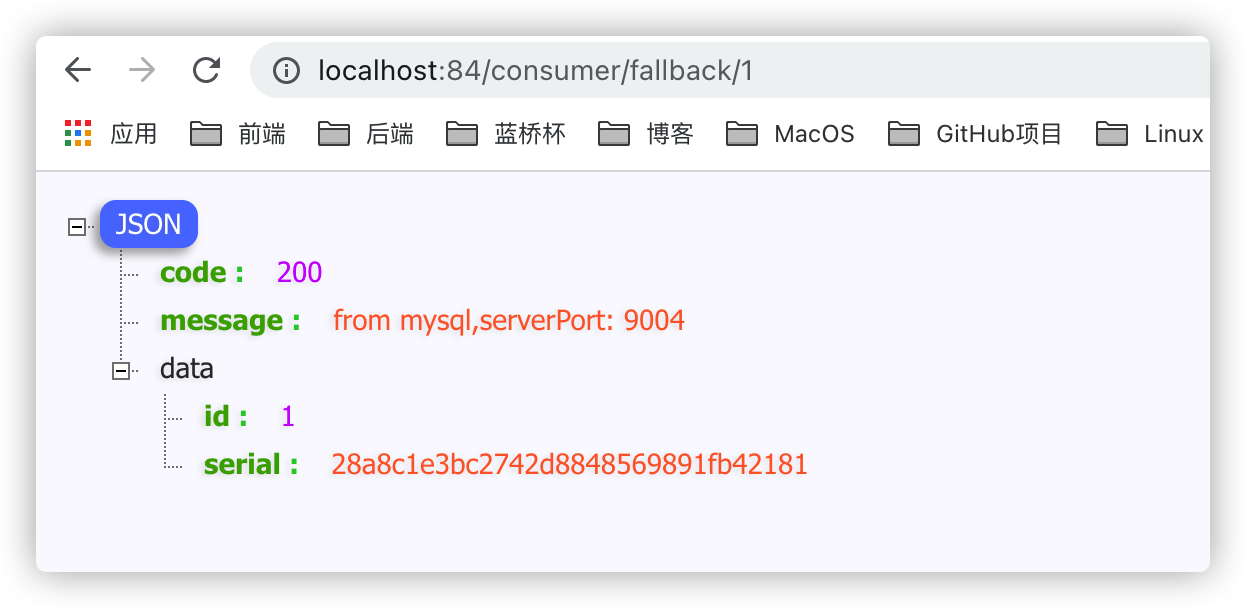 localhost:84/consumer/fallback/1
应用 前端 后端 蓝桥杯 博客 MacOS GitHub项目 Linux
JSON
code : 200
message : from mysql,serverPort: 9004
data
id : 1
serial : 28a8c1e3bc2742d8848569891fb42181